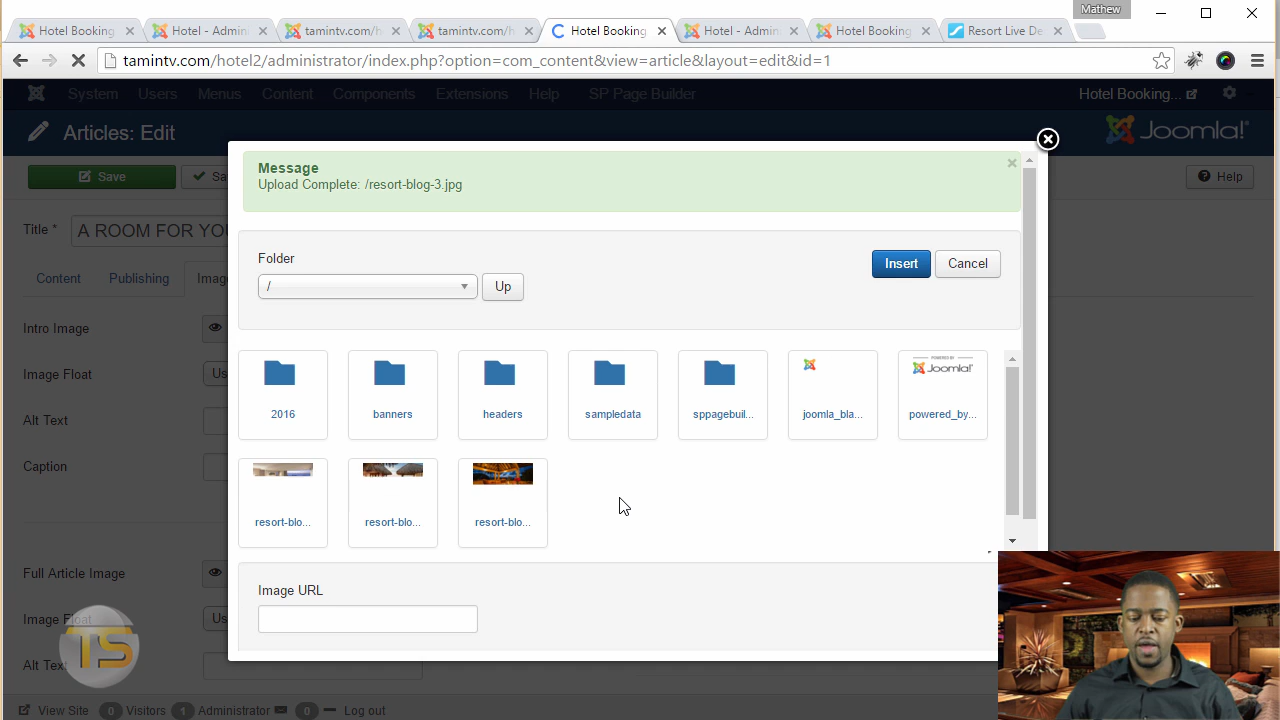 Mathew
Hotel Booking
Hotel - Admin
tamintv.com/
tamintv.com/h
Hotel Booking
Hotel - Admin
Hotel Booking
Resort Live De
tamintv.com/hotel2/administrator/index.php?option=com_content&view=article&layout=edit&id=1
System Users Menus Content Components Extensions Help SP Page Builder Hotel Booking...
Articles: Edit
Joomla!
Save
Help
Title *
A ROOM FOR YOU
Content Publishing
Intro Image
Image Float
Alt Text
Caption
Full Article Image
Image Float
Alt Text
Message
Upload Complete: /resort-blog-3.jpg
Folder
Insert Cancel
/
Up
2016 banners headers sampledata sppagebuil... joomla_bla... powered_by...
POWERED BY
Joomla!
resort-blo... resort-blo... resort-blo...
Image URL
TS
View Site 0 Visitors 1 Administrator 0 Log out